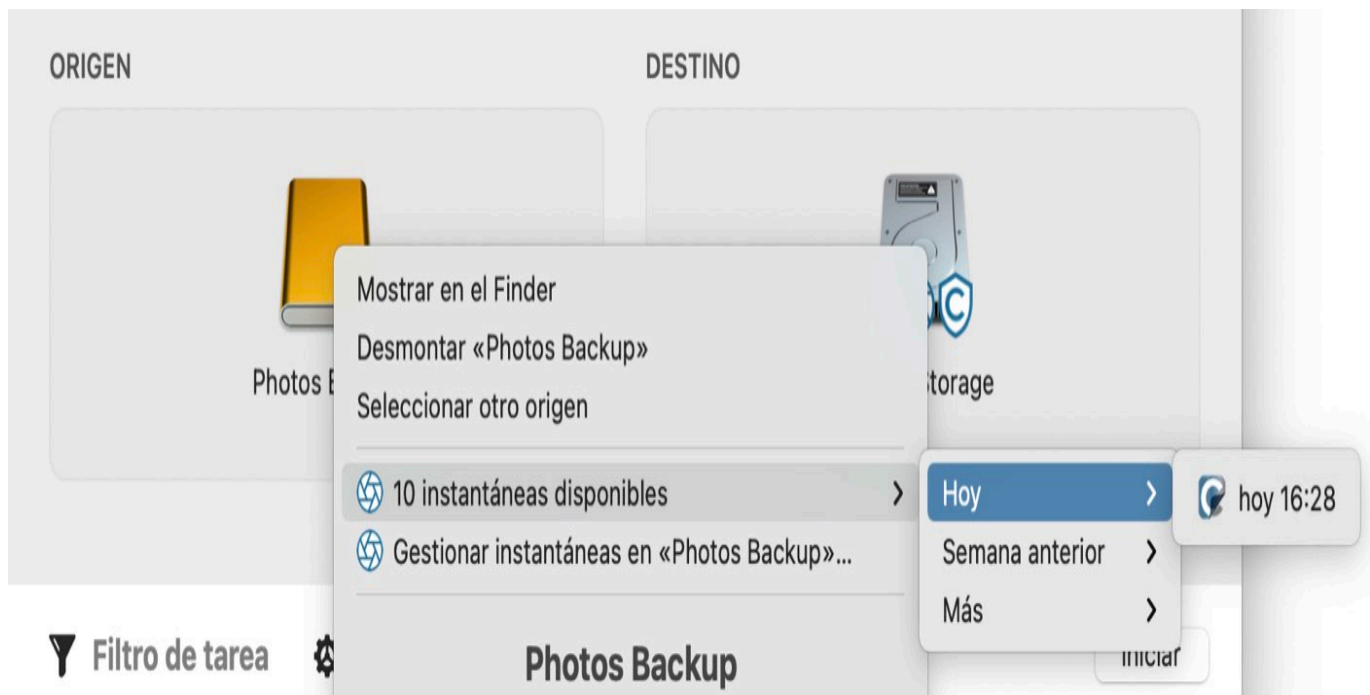 ORIGEN
DESTINO
Mostrar en el Finder
Desmontar «Photos Backup»
Photos
Seleccionar otro origen
10 instantáneas disponibles
Hoy
hoy 16:28
Gestionar instantáneas en «Photos Backup»...
Semana anterior
Más
Filtro de tarea
Photos Backup
Iniciar